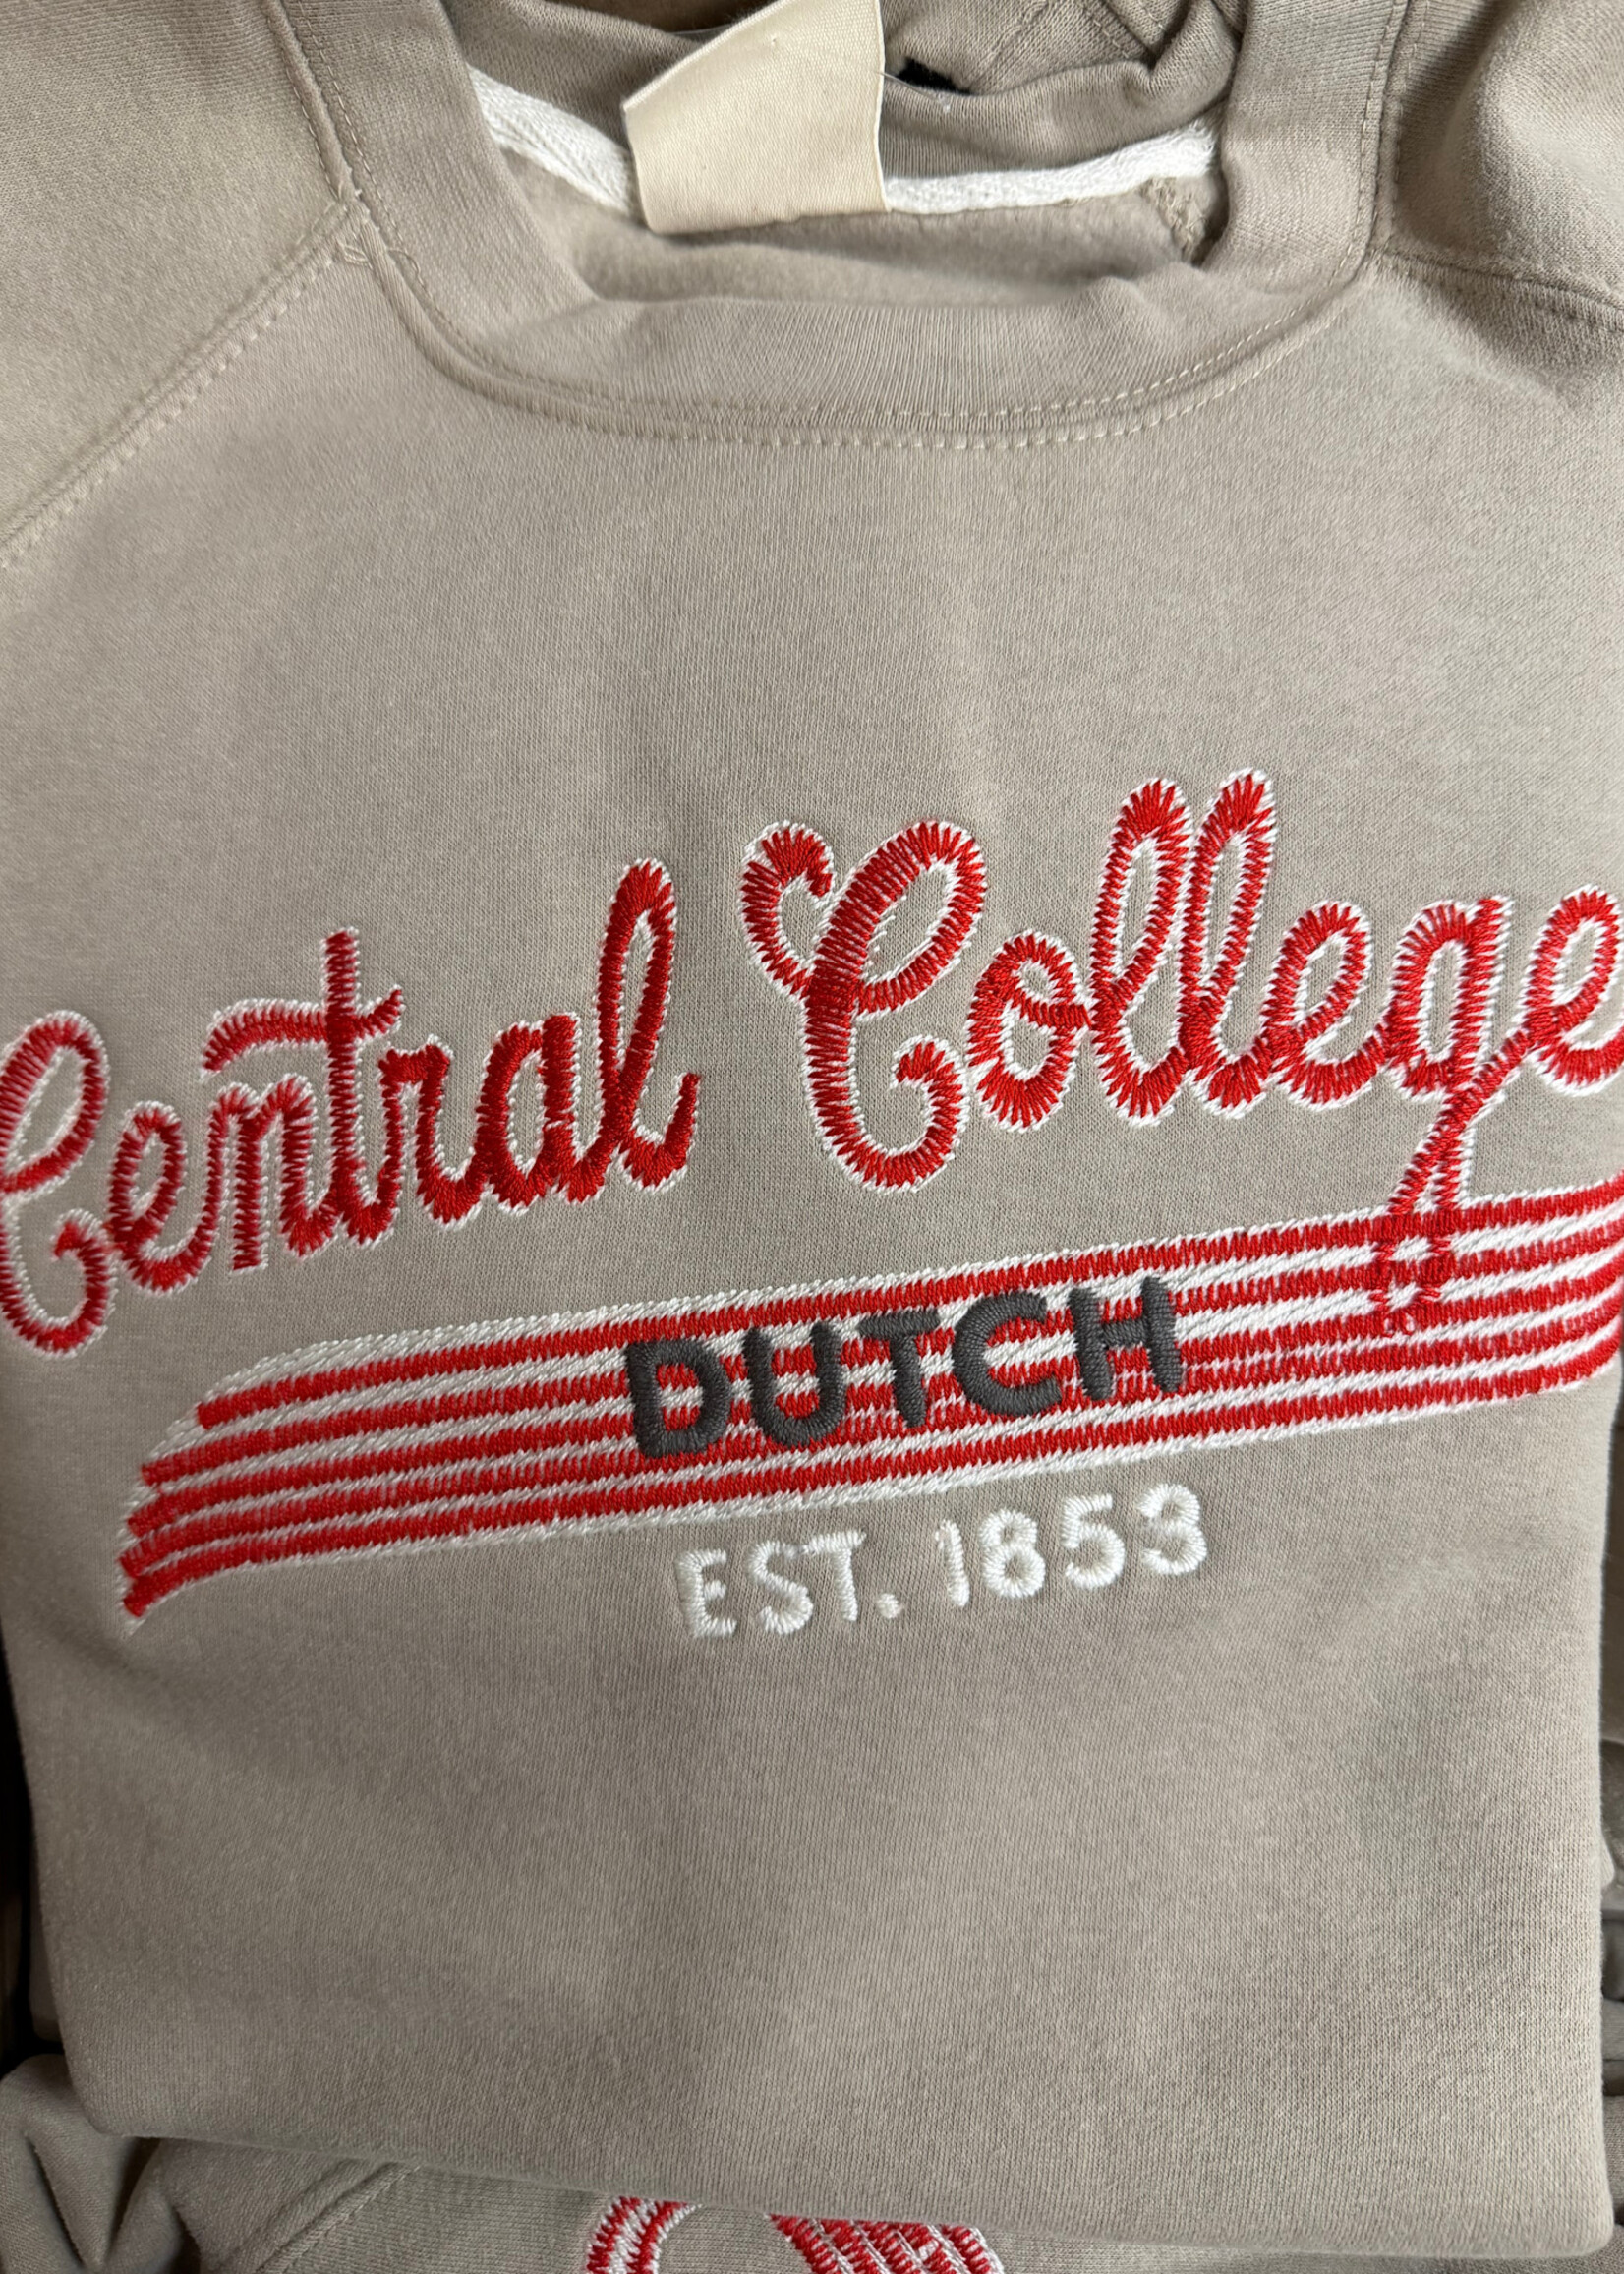 Central College
DUTCH
EST. 1853